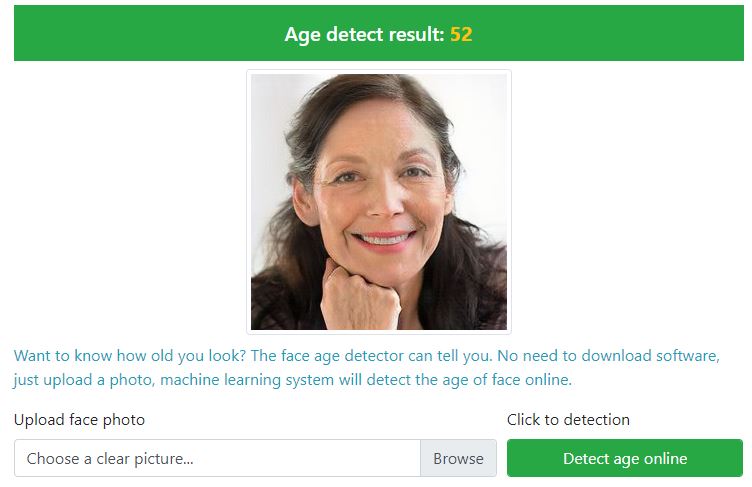 Age detect result: 52
Want to know how old you look? The face age detector can tell you. No need to download software,
just upload a photo, machine learning system will detect the age of face online.
Upload face photo
Click to detection
Choose a clear picture...
Browse
Detect age online